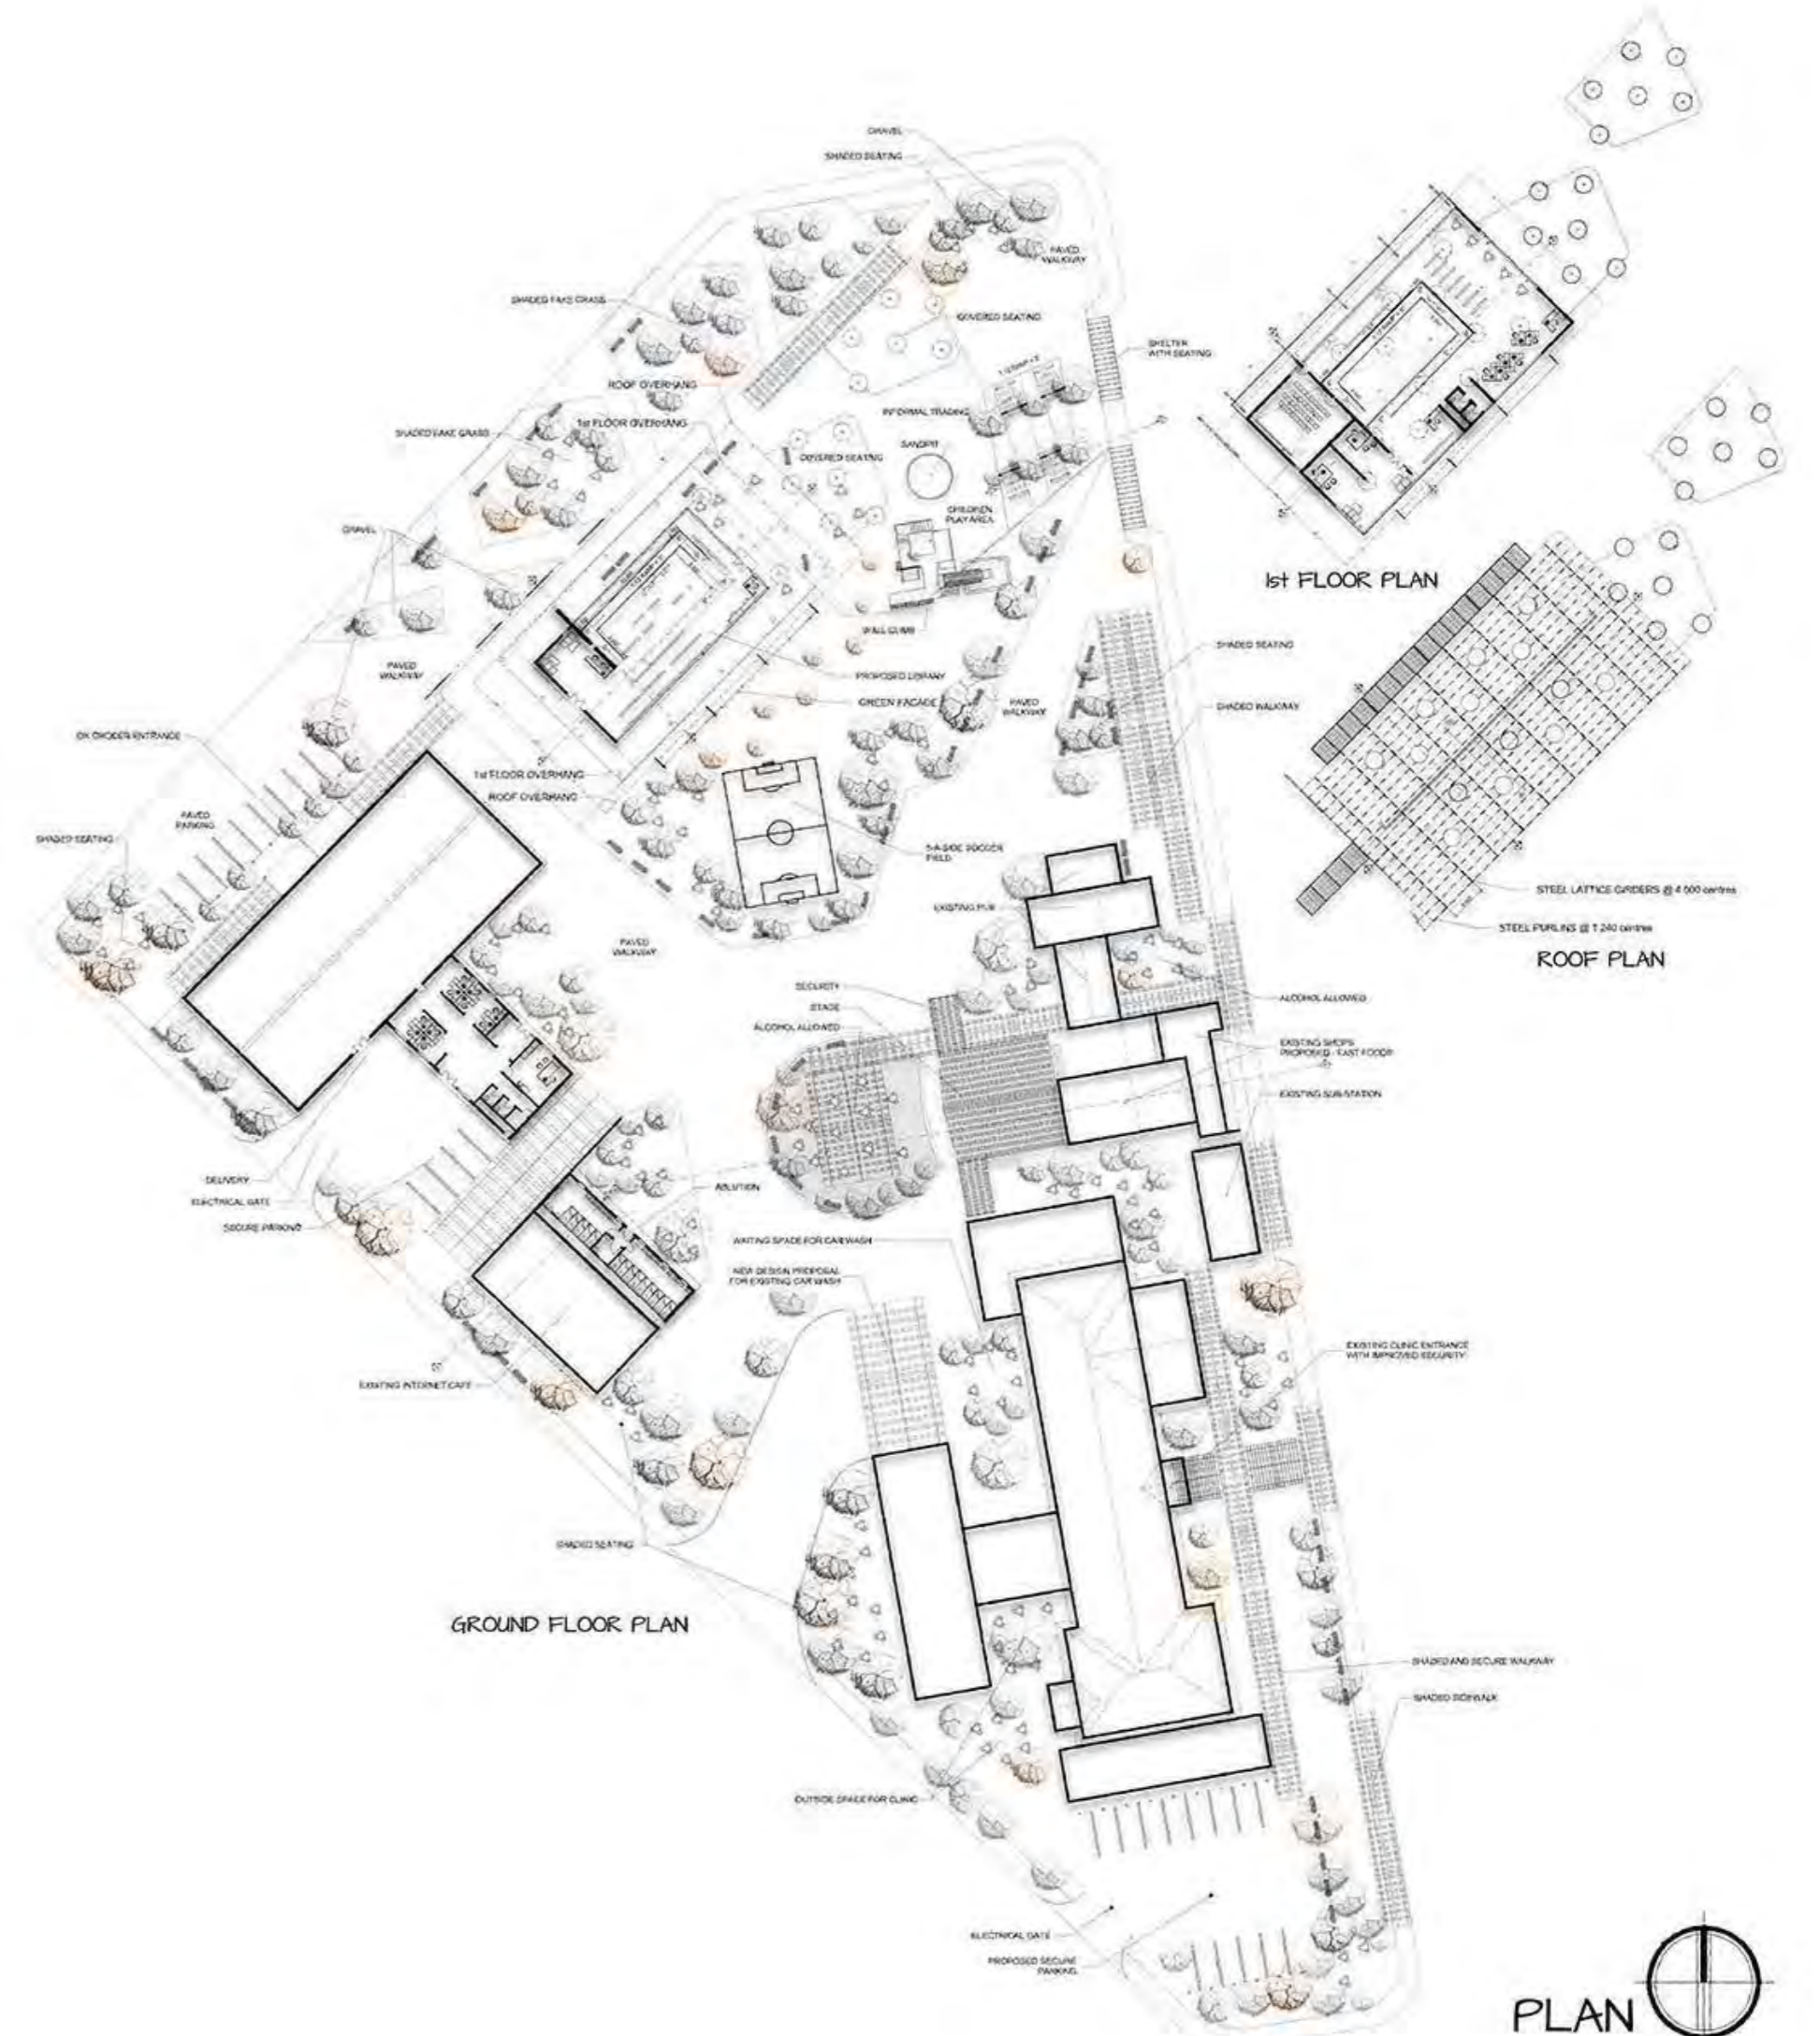 GRAVEL
SHADED SEATING
PAVED
WALKWAY
SHADED FAKE GRASS
COVERED SEATING
SHELTER
WITH SEATING
ROOF OVERHANG
INFORMAL TRADING
1st FLOOR OVERHANG
SHADED FAKE GRASS
SANDPIT
COVERED SEATING
CHILDREN
PLAY AREA
GRAVEL
1st FLOOR PLAN
WALL CLIMB
SHADED SEATING
PAVED
WALKWAY
PROPOSED LIBRARY
GREEN FACADE
PAVED
WALKWAY
SHADED WALKWAY
1st FLOOR OVERHANG
ROOF OVERHANG
PAVED
PARKING
SHADED SEATING
5-A-SIDE SOCCER
FIELD
STEEL LATTICE GIRDERS @ 4 000 centres
EXISTING PUB
STEEL PURLINS @ 1 240 centres
ROOF PLAN
PAVED
WALKWAY
SECURITY
STAGE
ALCOHOL ALLOWED
ALCOHOL ALLOWED
EXISTING SHOPS
PROPOSED - FAST FOODS
EXISTING SUB-STATION
DELIVERY
ELECTRICAL GATE
SECURE PARKING
ABLUTION
WAITING SPACE FOR CAR WASH
NEW DESIGN PROPOSAL
FOR EXISTING CAR WASH
EXISTING CLINIC ENTRANCE
WITH IMPROVED SECURITY
EXISTING INTERNET CAFE
SHADED SEATING
GROUND FLOOR PLAN
SHADED AND SECURE WALKWAY
SHADED SIDEWALK
OUTSIDE SPACE FOR CLINIC
ELECTRICAL GATE
PROPOSED SECURE
PARKING
PLAN